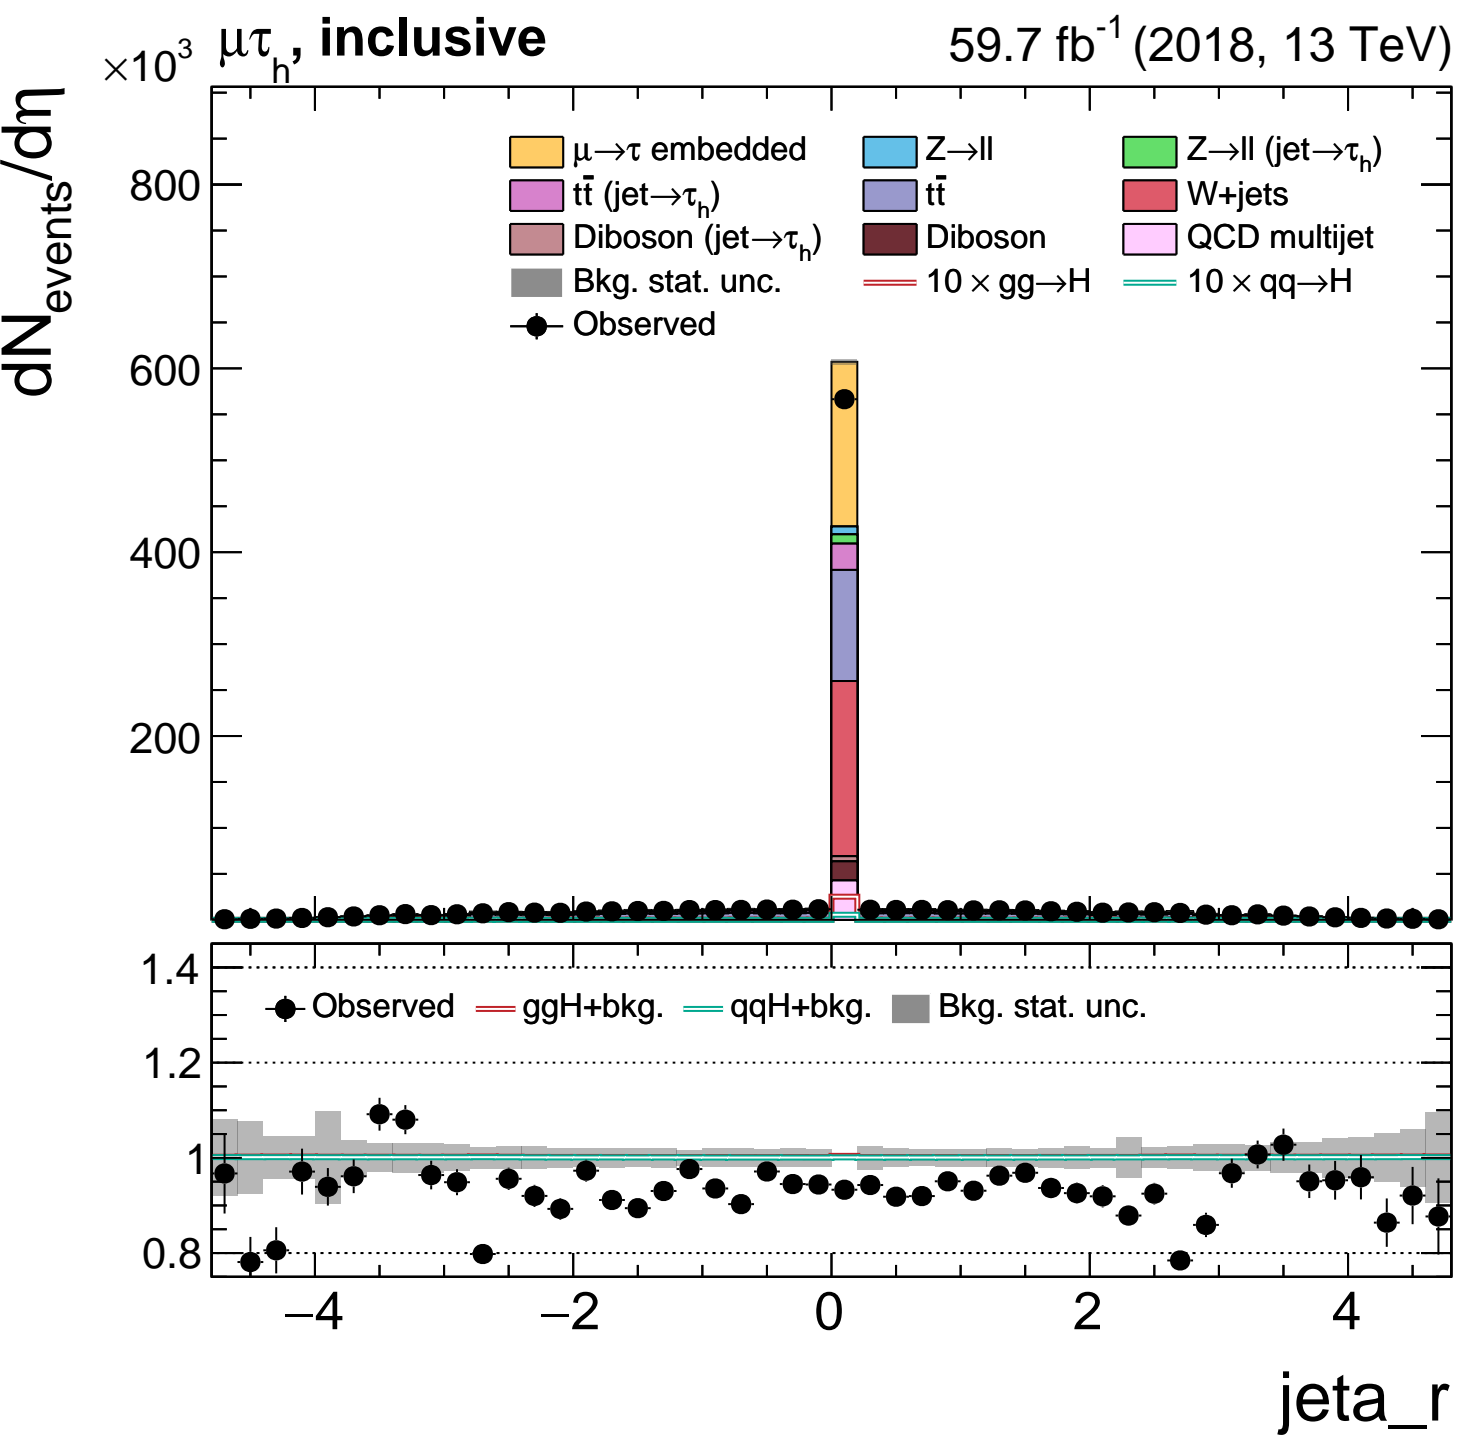 ×10³ μτₕ, inclusive 59.7 fb⁻¹ (2018, 13 TeV)
dN_events/dη
μ→τ embedded Z→ll Z→ll (jet→τₕ)
tt̄ (jet→τₕ) tt̄ W+jets
Diboson (jet→τₕ) Diboson QCD multijet
Bkg. stat. unc. 10 × gg→H 10 × qq→H
Observed
800
600
400
200
1.4
Observed ggH+bkg. qqH+bkg. Bkg. stat. unc.
1.2
1
0.8
−4 −2 0 2 4
jeta_r